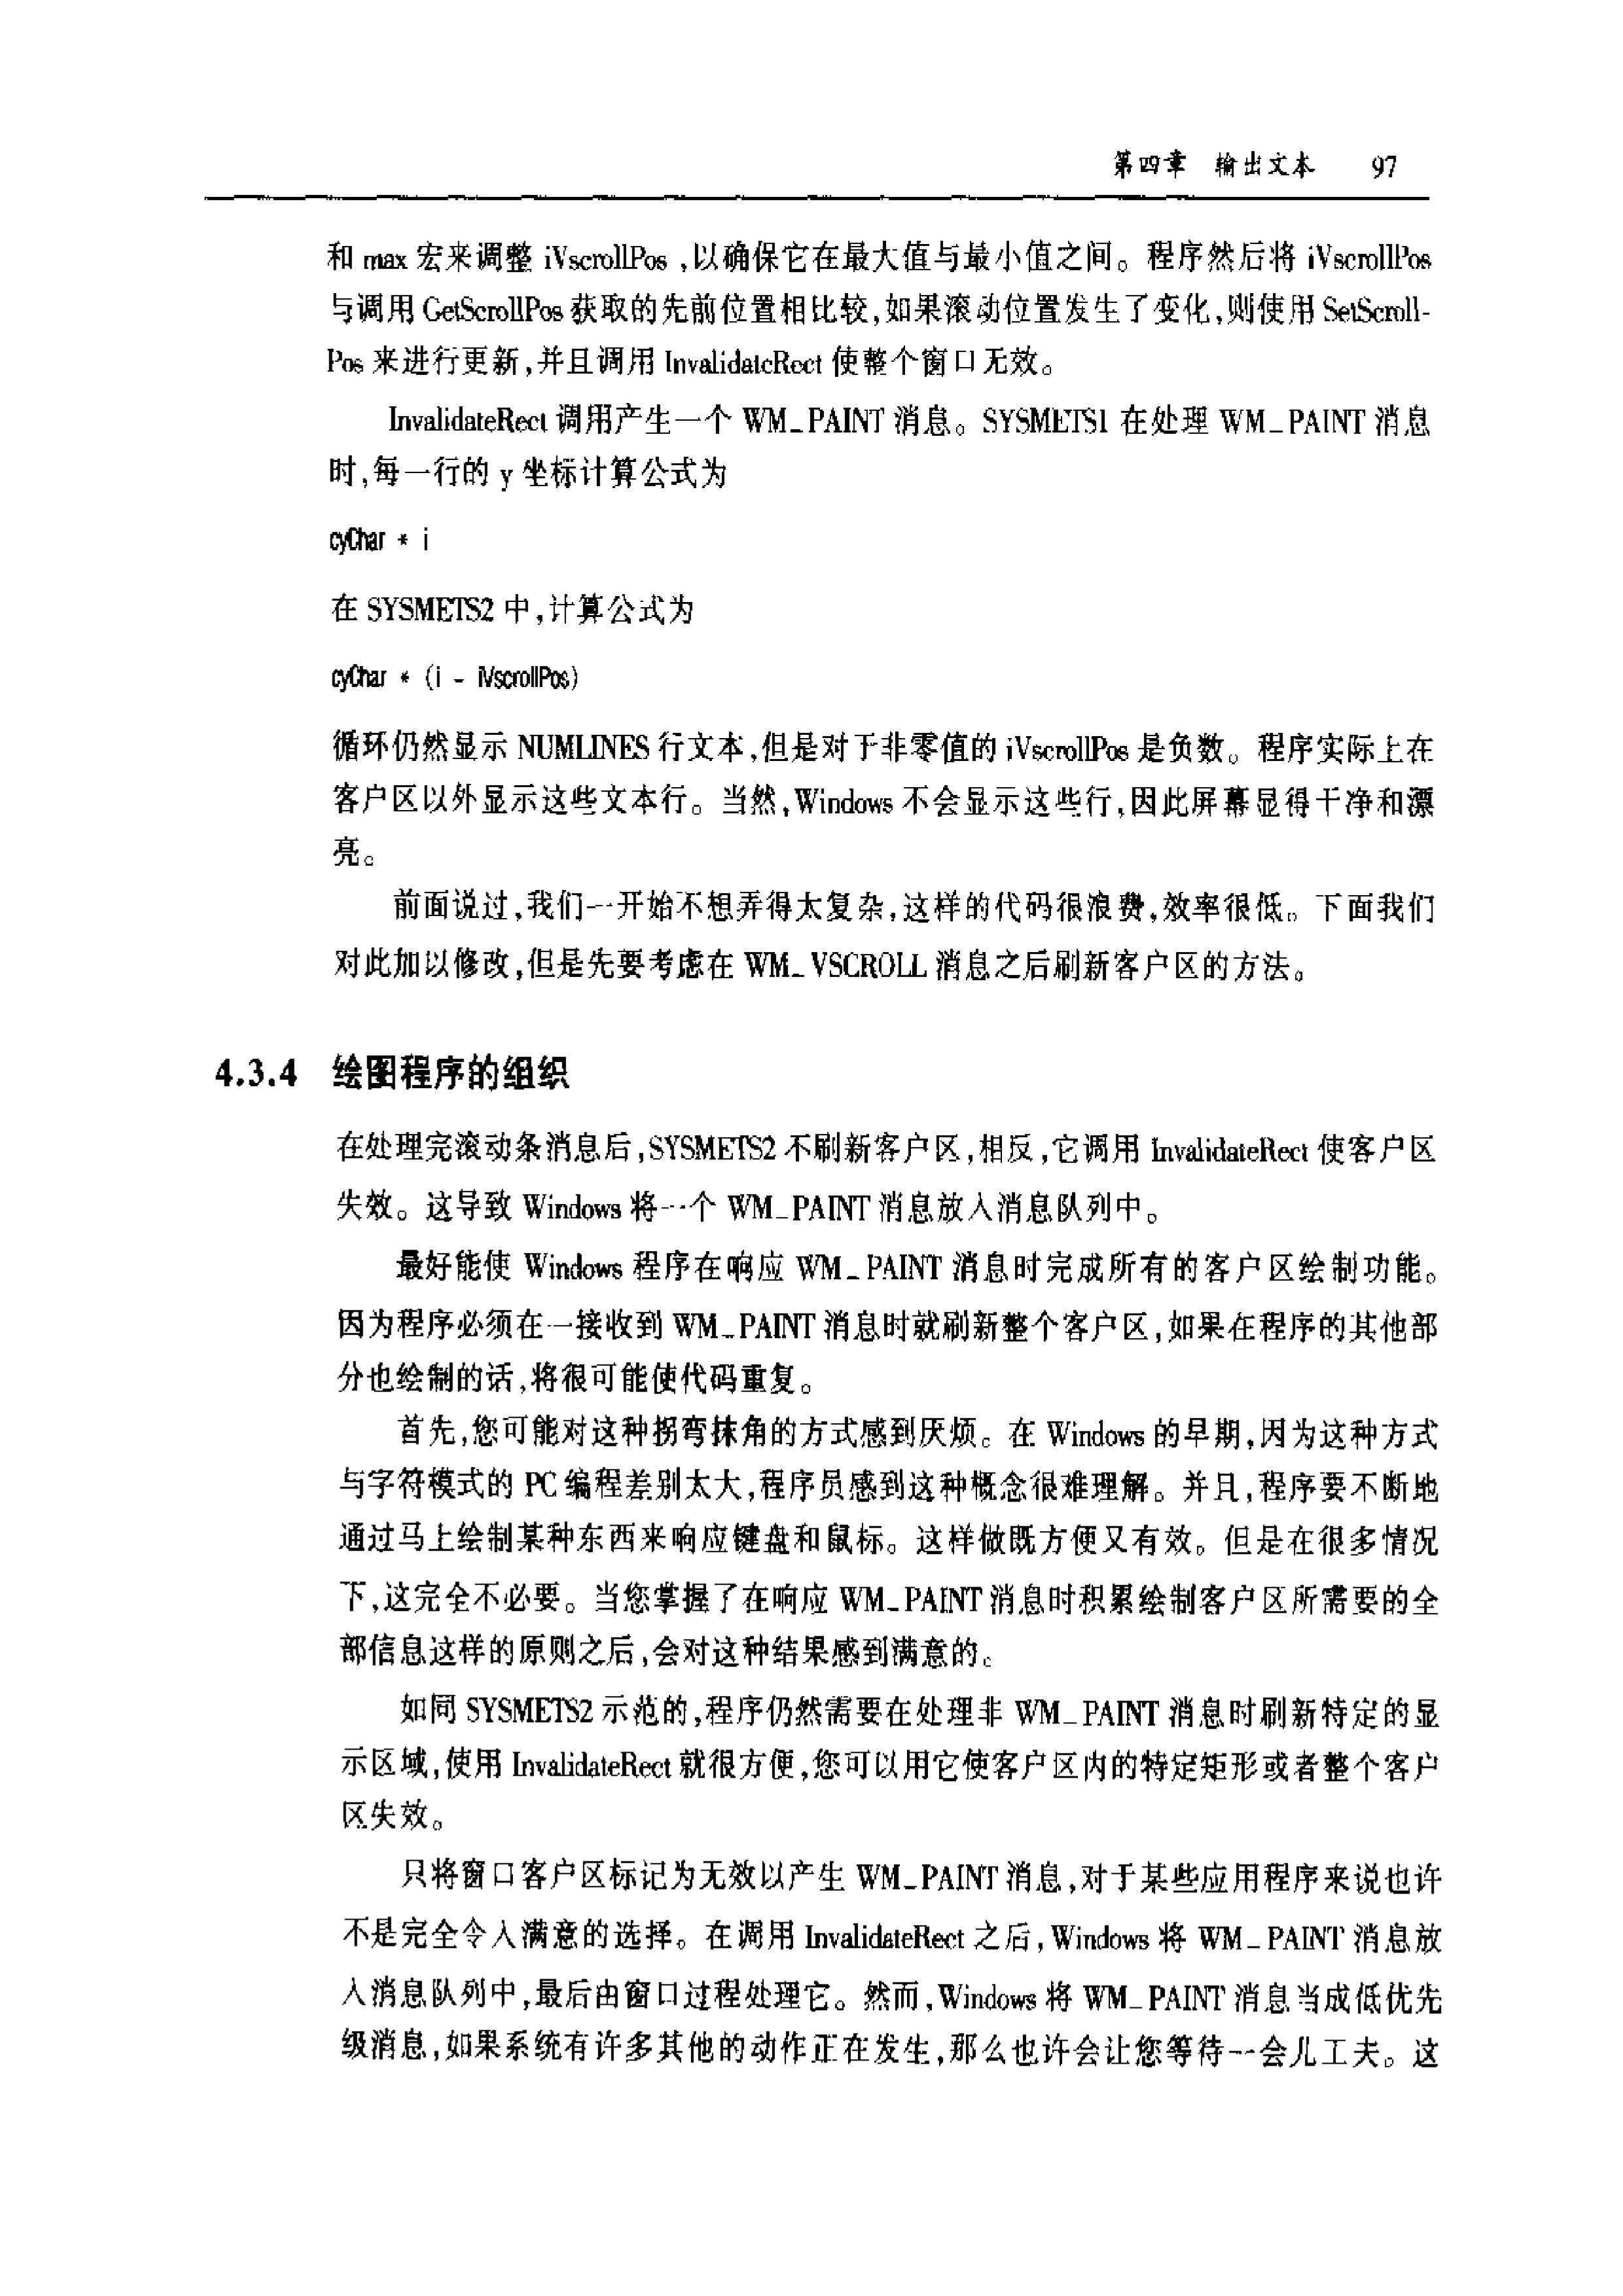 第四章 输出文本 97
和 max 宏来调整 iVscrollPos ,以确保它在最大值与最小值之间。程序然后将 iVscrollPos
与调用 GetScrollPos 获取的先前位置相比较,如果滚动位置发生了变化,则使用 SetScroll-
Pos 来进行更新,并且调用 InvalidateRect 使整个窗口无效。
InvalidateRect 调用产生一个 WM_PAINT 消息。SYSMETS1 在处理 WM_PAINT 消息
时,每一行的 y 坐标计算公式为
cyChar * i
在 SYSMETS2 中,计算公式为
cyChar * (i - iVscrollPos)
循环仍然显示 NUMLINES 行文本,但是对于非零值的 iVscrollPos 是负数。程序实际上在
客户区以外显示这些文本行。当然,Windows 不会显示这些行,因此屏幕显得干净和漂
亮。
前面说过,我们一开始不想弄得太复杂,这样的代码很浪费,效率很低。下面我们
对此加以修改,但是先要考虑在 WM_VSCROLL 消息之后刷新客户区的方法。
4.3.4 绘图程序的组织
在处理完滚动条消息后,SYSMETS2 不刷新客户区,相反,它调用 InvalidateRect 使客户区
失效。这导致 Windows 将一个 WM_PAINT 消息放入消息队列中。
最好能使 Windows 程序在响应 WM_PAINT 消息时完成所有的客户区绘制功能。
因为程序必须在一接收到 WM_PAINT 消息时就刷新整个客户区,如果在程序的其他部
分也绘制的话,将很可能使代码重复。
首先,您可能对这种拐弯抹角的方式感到厌烦。在 Windows 的早期,因为这种方式
与字符模式的 PC 编程差别太大,程序员感到这种概念很难理解。并且,程序要不断地
通过马上绘制某种东西来响应键盘和鼠标。这样做既方便又有效。但是在很多情况
下,这完全不必要。当您掌握了在响应 WM_PAINT 消息时积累绘制客户区所需要的全
部信息这样的原则之后,会对这种结果感到满意的。
如同 SYSMETS2 示范的,程序仍然需要在处理非 WM_PAINT 消息时刷新特定的显
示区域,使用 InvalidateRect 就很方便,您可以用它使客户区内的特定矩形或者整个客户
区失效。
只将窗口客户区标记为无效以产生 WM_PAINT 消息,对于某些应用程序来说也许
不是完全令人满意的选择。在调用 InvalidateRect 之后,Windows 将 WM_PAINT 消息放
入消息队列中,最后由窗口过程处理它。然而,Windows 将 WM_PAINT 消息当成低优先
级消息,如果系统有许多其他的动作正在发生,那么也许会让您等待一会儿工夫。这